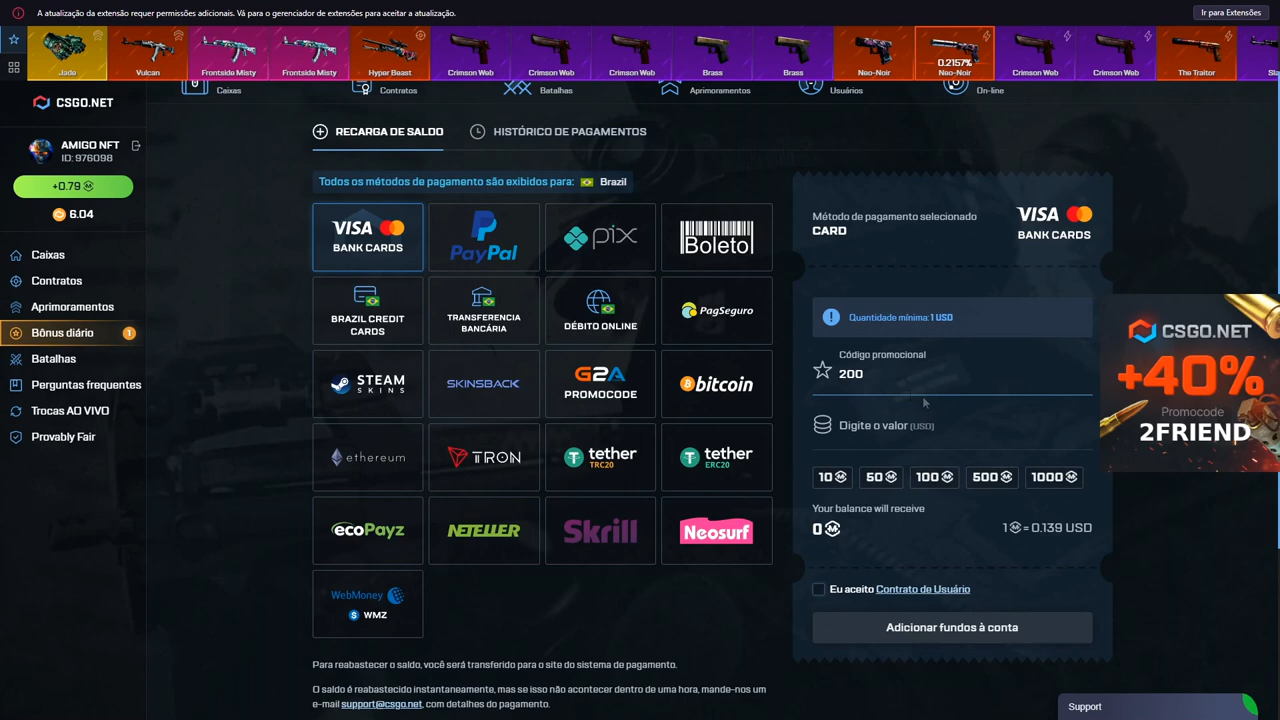 A atualização da extensão requer permissões adicionais. Vá para o gerenciador de extensões para aceitar a atualização.
Ir para Extensões
Jade
Vulcan
Frontside Misty
Frontside Misty
Hyper Beast
Crimson Web
Crimson Web
Crimson Web
Brass
Brass
Neo-Noir
0.2157%
Neo-Noir
Crimson Web
Crimson Web
The Traitor
CSGO.NET
Caixas
Contratos
Batalhas
Aprimoramentos
Usuários
On-line
AMIGO NFT
ID: 976098
+0.79
6.04
Caixas
Contratos
Aprimoramentos
Bônus diário
1
Batalhas
Perguntas frequentes
Trocas AO VIVO
Provably Fair
RECARGA DE SALDO
HISTÓRICO DE PAGAMENTOS
Todos os métodos de pagamento são exibidos para:
Brazil
VISA
BANK CARDS
PayPal
pix
Boleto
BRAZIL CREDIT
CARDS
TRANSFERENCIA
BANCÁRIA
DÉBITO ONLINE
PagSeguro
STEAM
SKINS
SKINSBACK
G2A
PROMOCODE
bitcoin
ethereum
TRON
tether
TRC20
tether
ERC20
ecoPayz
NETELLER
Skrill
Neosurf
WebMoney
WMZ
Para reabastecer o saldo, você será transferido para o site do sistema de pagamento.
O saldo é reabastecido instantaneamente, mas se isso não acontecer dentro de uma hora, mande-nos um
e-mail support@csgo.net, com detalhes do pagamento.
Método de pagamento selecionado
CARD
VISA
BANK CARDS
Quantidade mínima: 1 USD
Código promocional
200
Digite o valor (USD)
10
50
100
500
1000
Your balance will receive
0
1 = 0.139 USD
Eu aceito Contrato de Usuário
Adicionar fundos à conta
CSGO.NET
+40%
Promocode
2FRIEND
Support